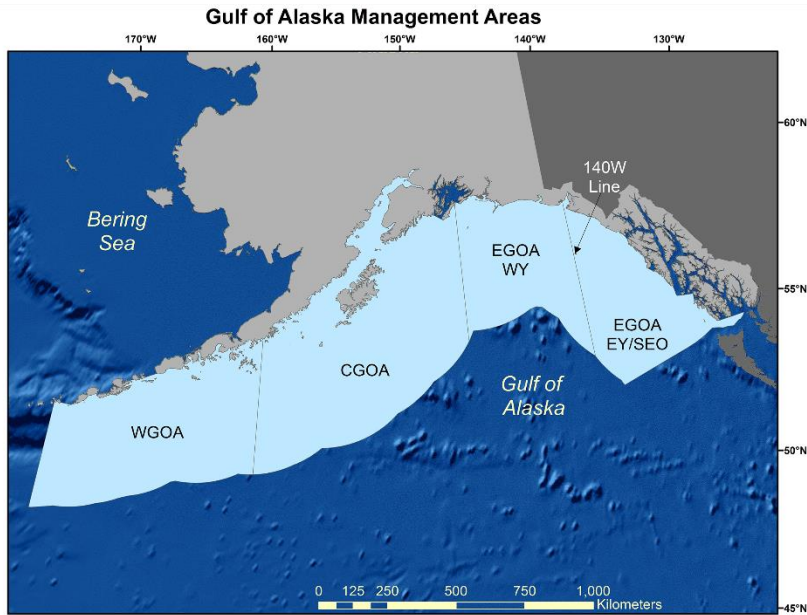 Gulf of Alaska Management Areas
170°W 160°W 150°W 140°W 130°W
60°N
140W
Line
Bering
Sea
EGOA
WY
55°N
EGOA
EY/SEO
CGOA
Gulf of
Alaska
WGOA
50°N
0 125 250 500 750 1,000
Kilometers
45°N